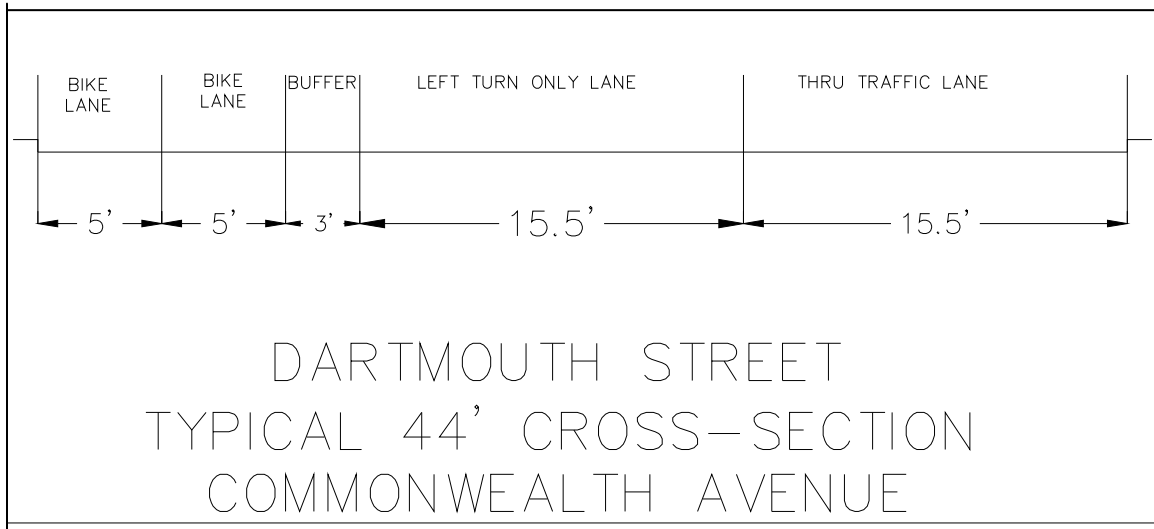 BIKE LANE
BIKE LANE
BUFFER
LEFT TURN ONLY LANE
THRU TRAFFIC LANE
5'
5'
3'
15.5'
15.5'
DARTMOUTH STREET
TYPICAL 44' CROSS-SECTION
COMMONWEALTH AVENUE